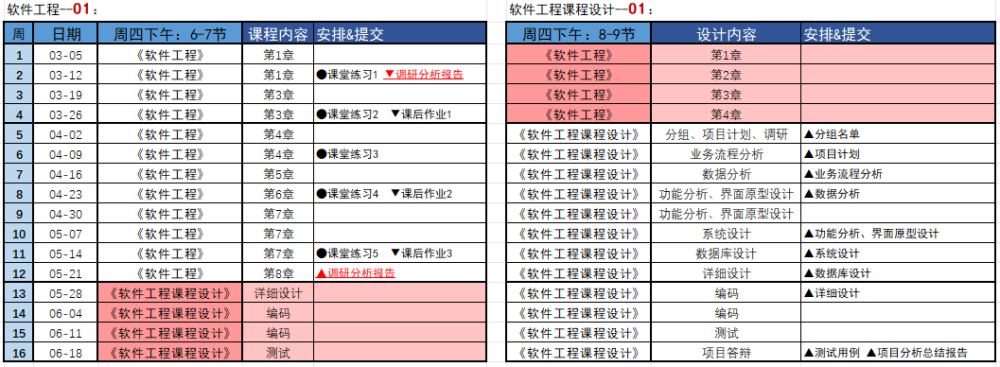 软件工程--01：
周 日期 周四下午：6-7节 课程内容 安排&提交
1 03-05 《软件工程》 第1章
2 03-12 《软件工程》 第1章 ●课堂练习1 ▼调研分析报告
3 03-19 《软件工程》 第3章
4 03-26 《软件工程》 第3章 ●课堂练习2 ▼课后作业1
5 04-02 《软件工程》 第4章
6 04-09 《软件工程》 第4章 ●课堂练习3
7 04-16 《软件工程》 第5章
8 04-23 《软件工程》 第6章 ●课堂练习4 ▼课后作业2
9 04-30 《软件工程》 第7章
10 05-07 《软件工程》 第7章
11 05-14 《软件工程》 第7章 ●课堂练习5 ▼课后作业3
12 05-21 《软件工程》 第8章 ▲调研分析报告
13 05-28 《软件工程课程设计》 详细设计
14 06-04 《软件工程课程设计》 编码
15 06-11 《软件工程课程设计》 编码
16 06-18 《软件工程课程设计》 测试
软件工程课程设计--01：
周四下午：8-9节 设计内容 安排&提交
《软件工程》 第1章
《软件工程》 第2章
《软件工程》 第3章
《软件工程》 第4章
《软件工程课程设计》 分组、项目计划、调研 ▲分组名单
《软件工程课程设计》 业务流程分析 ▲项目计划
《软件工程课程设计》 数据分析 ▲业务流程分析
《软件工程课程设计》 功能分析、界面原型设计 ▲数据分析
《软件工程课程设计》 功能分析、界面原型设计
《软件工程课程设计》 系统设计 ▲功能分析、界面原型设计
《软件工程课程设计》 数据库设计 ▲系统设计
《软件工程课程设计》 详细设计 ▲数据库设计
《软件工程课程设计》 编码 ▲详细设计
《软件工程课程设计》 编码
《软件工程课程设计》 测试
《软件工程课程设计》 项目答辩 ▲测试用例 ▲项目分析总结报告